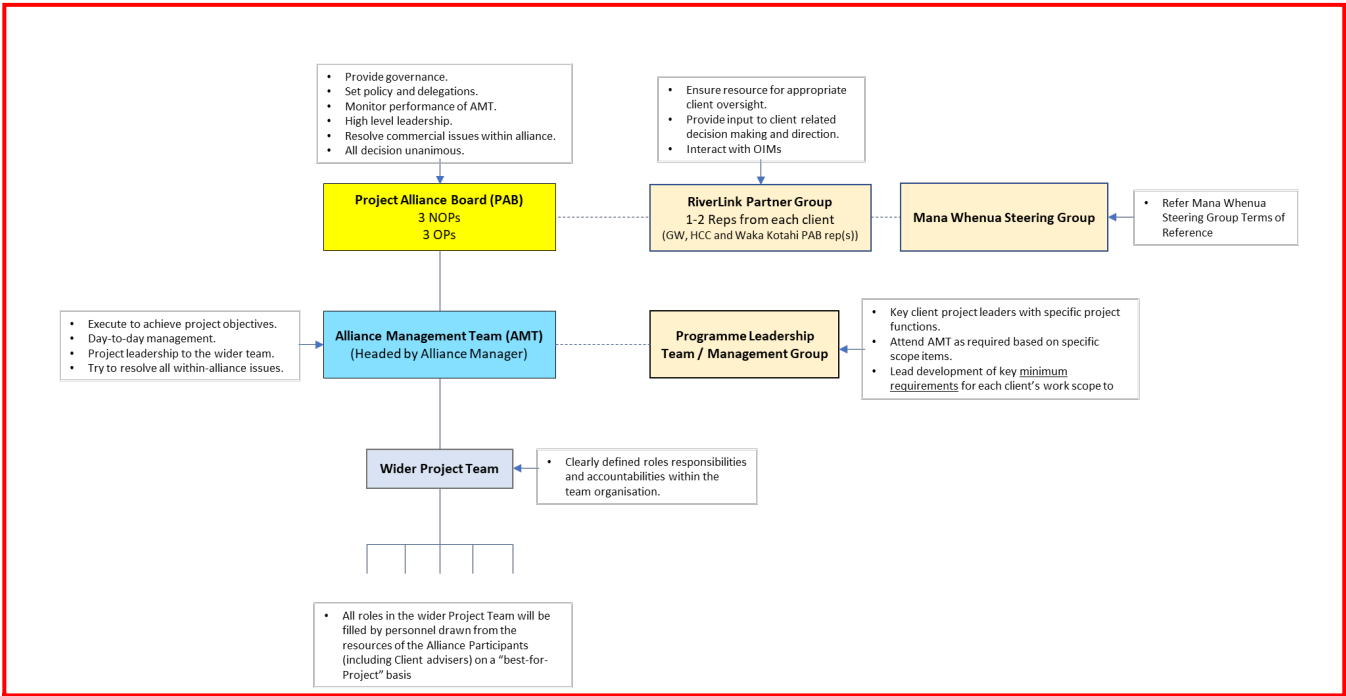 • Provide governance.
• Set policy and delegations.
• Monitor performance of AMT.
• High level leadership.
• Resolve commercial issues within alliance.
• All decision unanimous.
• Ensure resource for appropriate
client oversight.
• Provide input to client related
decision making and direction.
• Interact with OIMs
Project Alliance Board (PAB)
3 NOPs
3 OPs
RiverLink Partner Group
1-2 Reps from each client
(GW, HCC and Waka Kotahi PAB rep(s))
Mana Whenua Steering Group
• Refer Mana Whenua
Steering Group Terms of
Reference
• Execute to achieve project objectives.
• Day-to-day management.
• Project leadership to the wider team.
• Try to resolve all within-alliance issues.
Alliance Management Team (AMT)
(Headed by Alliance Manager)
Programme Leadership
Team / Management Group
• Key client project leaders with specific project
functions.
• Attend AMT as required based on specific
scope items.
• Lead development of key minimum
requirements for each client's work scope to
Wider Project Team
• Clearly defined roles responsibilities
and accountabilities within the
team organisation.
• All roles in the wider Project Team will be
filled by personnel drawn from the
resources of the Alliance Participants
(including Client advisers) on a "best-for-
Project" basis